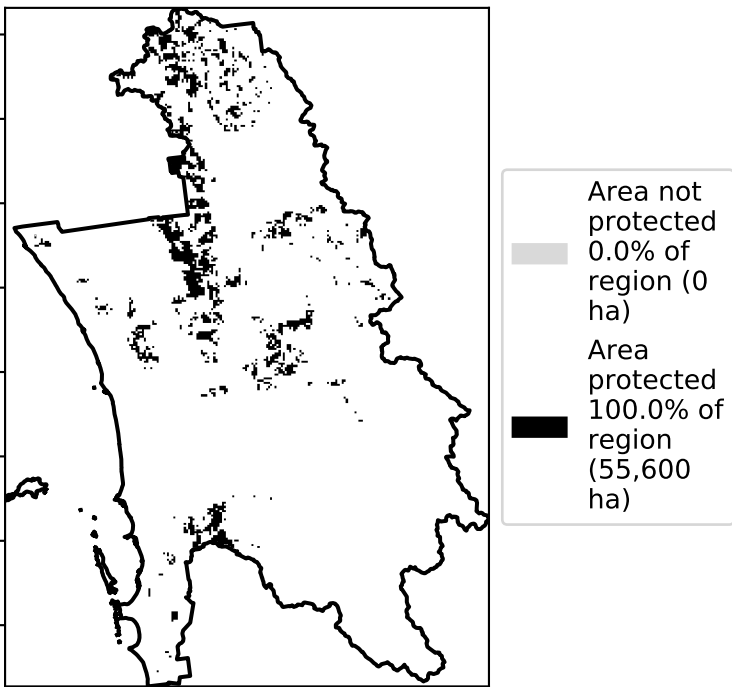 Area not
protected
0.0% of
region (0
ha)
Area
protected
100.0% of
region
(55,600
ha)